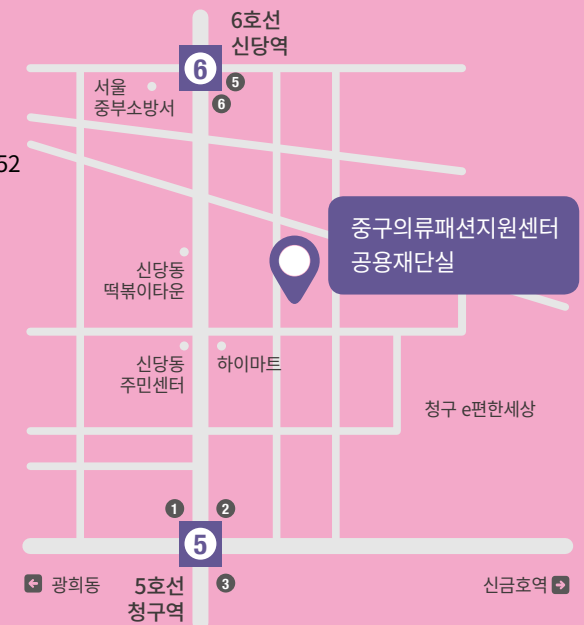 6호선
신당역
6
5
6
서울
중부소방서
52
중구의류패션지원센터
공용재단실
신당동
떡볶이타운
신당동
주민센터
하이마트
청구 e편한세상
1
2
5
광희동
5호선
청구역
3
신금호역